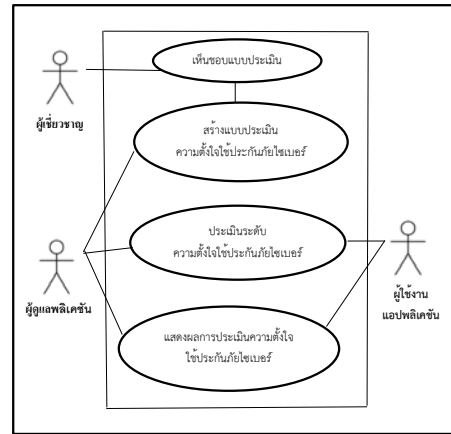 เห็นชอบแบบประเมิน
ผู้เชี่ยวชาญ
สร้างแบบประเมิน
ความตั้งใจใช้ประกันภัยไซเบอร์
ประเมินระดับ
ความตั้งใจใช้ประกันภัยไซเบอร์
ผู้ดูแลพลิเคชัน
ผู้ใช้งาน
แอปพลิเคชัน
แสดงผลการประเมินความตั้งใจ
ใช้ประกันภัยไซเบอร์